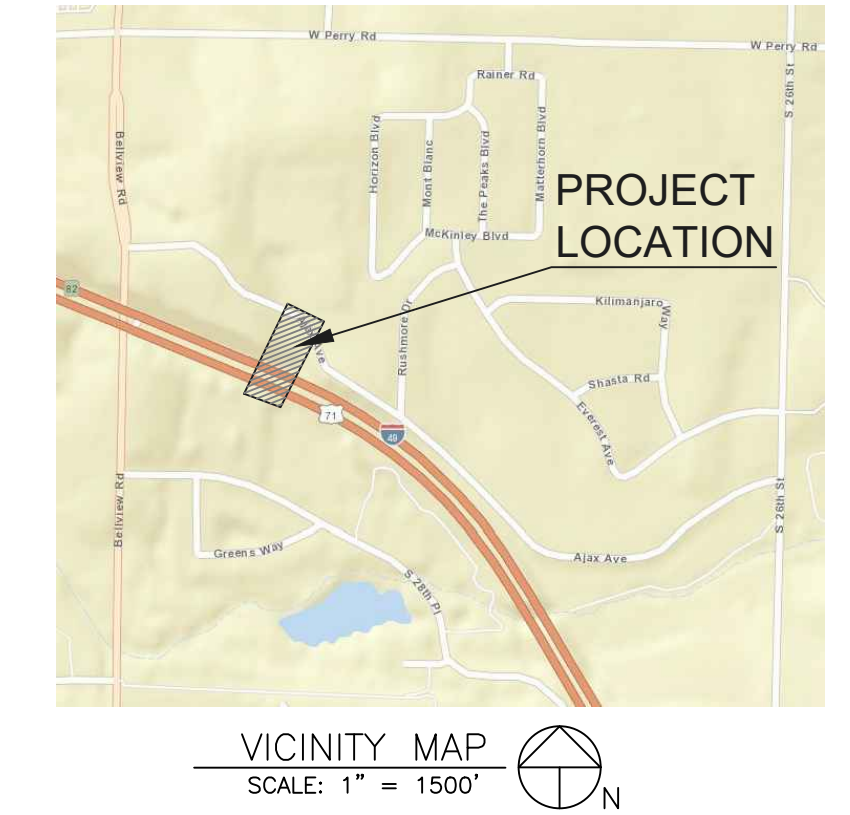 W Perry Rd
W Perry Rd
Rainer Rd
S 26th St
Bellview Rd
Horizon Blvd
Mont Blanc
The Peaks Blvd
Matterhorn Blvd
PROJECT
LOCATION
McKinley Blvd
82
Kilimanjaro
Way
Rushmore Dr
Ave
Shasta Rd
71
49
Everest Ave
Bellview Rd
S 26th St
Greens Way
Ajax Ave
S 28th Pl
VICINITY MAP
SCALE: 1" = 1500'
N